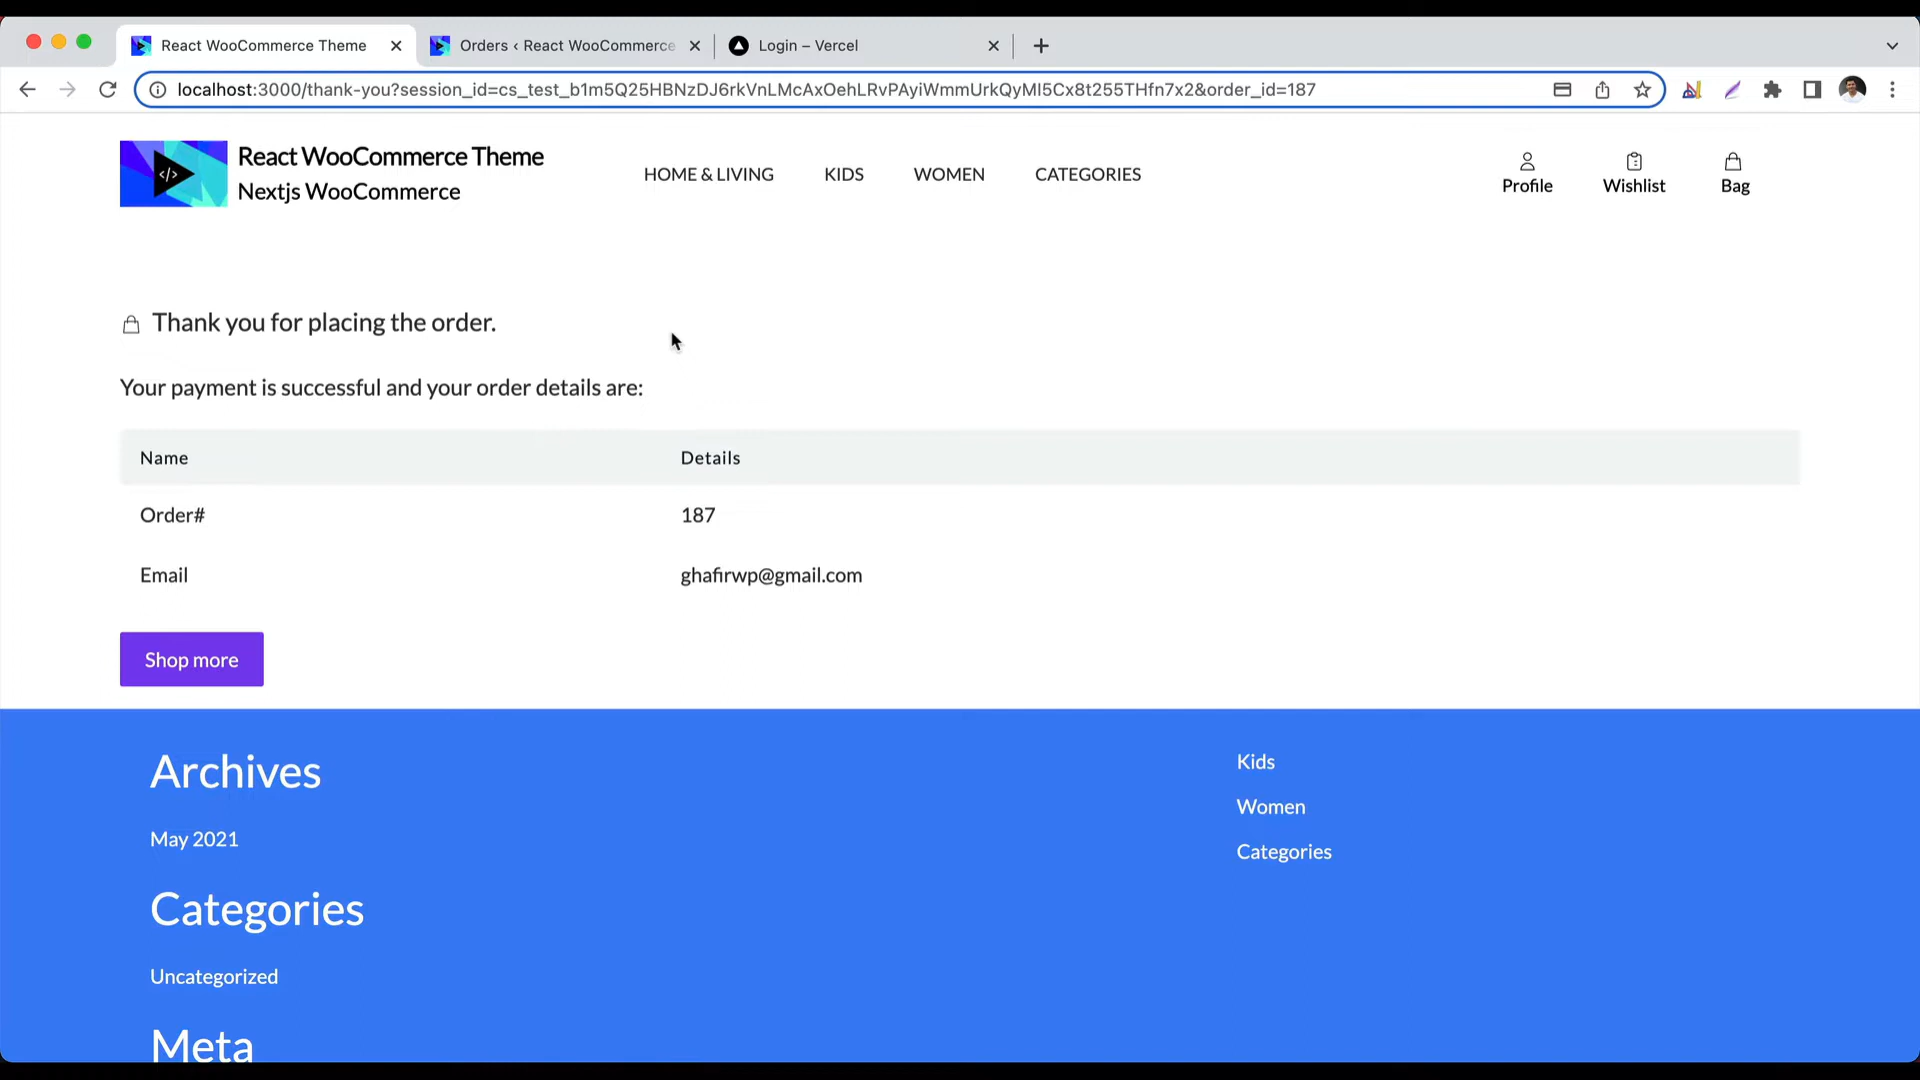 React WooCommerce Theme
Orders ‹ React WooCommerce
Login – Vercel
localhost:3000/thank-you?session_id=cs_test_b1m5Q25HBNzDJ6rkVnLMcAxOehLRvPAyiWmmUrkQyMI5Cx8t255THfn7x2&order_id=187
React WooCommerce Theme
Nextjs WooCommerce
HOME & LIVING
KIDS
WOMEN
CATEGORIES
Profile
Wishlist
Bag
Thank you for placing the order.
Your payment is successful and your order details are:
Name Details
Order# 187
Email ghafirwp@gmail.com
Shop more
Archives
May 2021
Categories
Uncategorized
Meta
Kids
Women
Categories